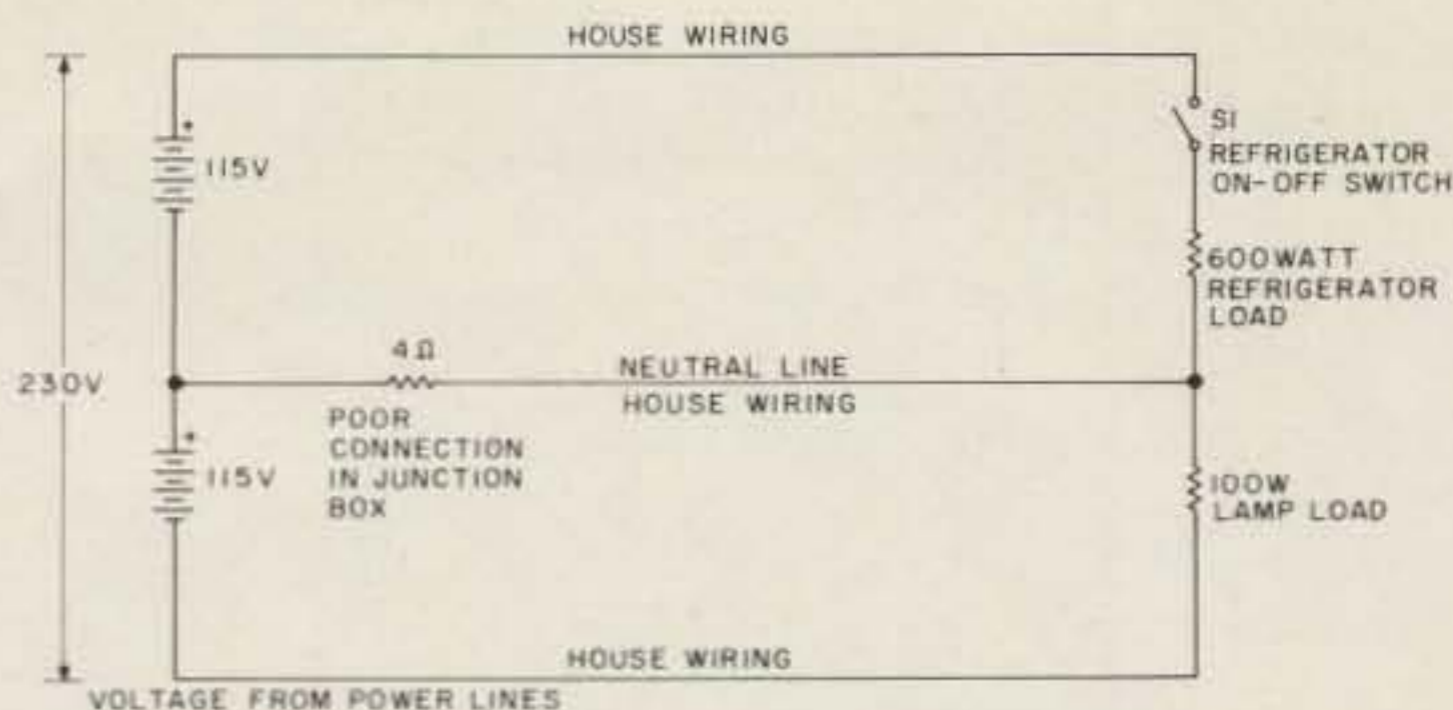 HOUSE WIRING
S1
REFRIGERATOR
ON-OFF SWITCH
115V
600WATT
REFRIGERATOR
LOAD
4Ω
230V
NEUTRAL LINE
HOUSE WIRING
POOR
CONNECTION
IN JUNCTION
BOX
115V
100W
LAMP LOAD
HOUSE WIRING
VOLTAGE FROM POWER LINES